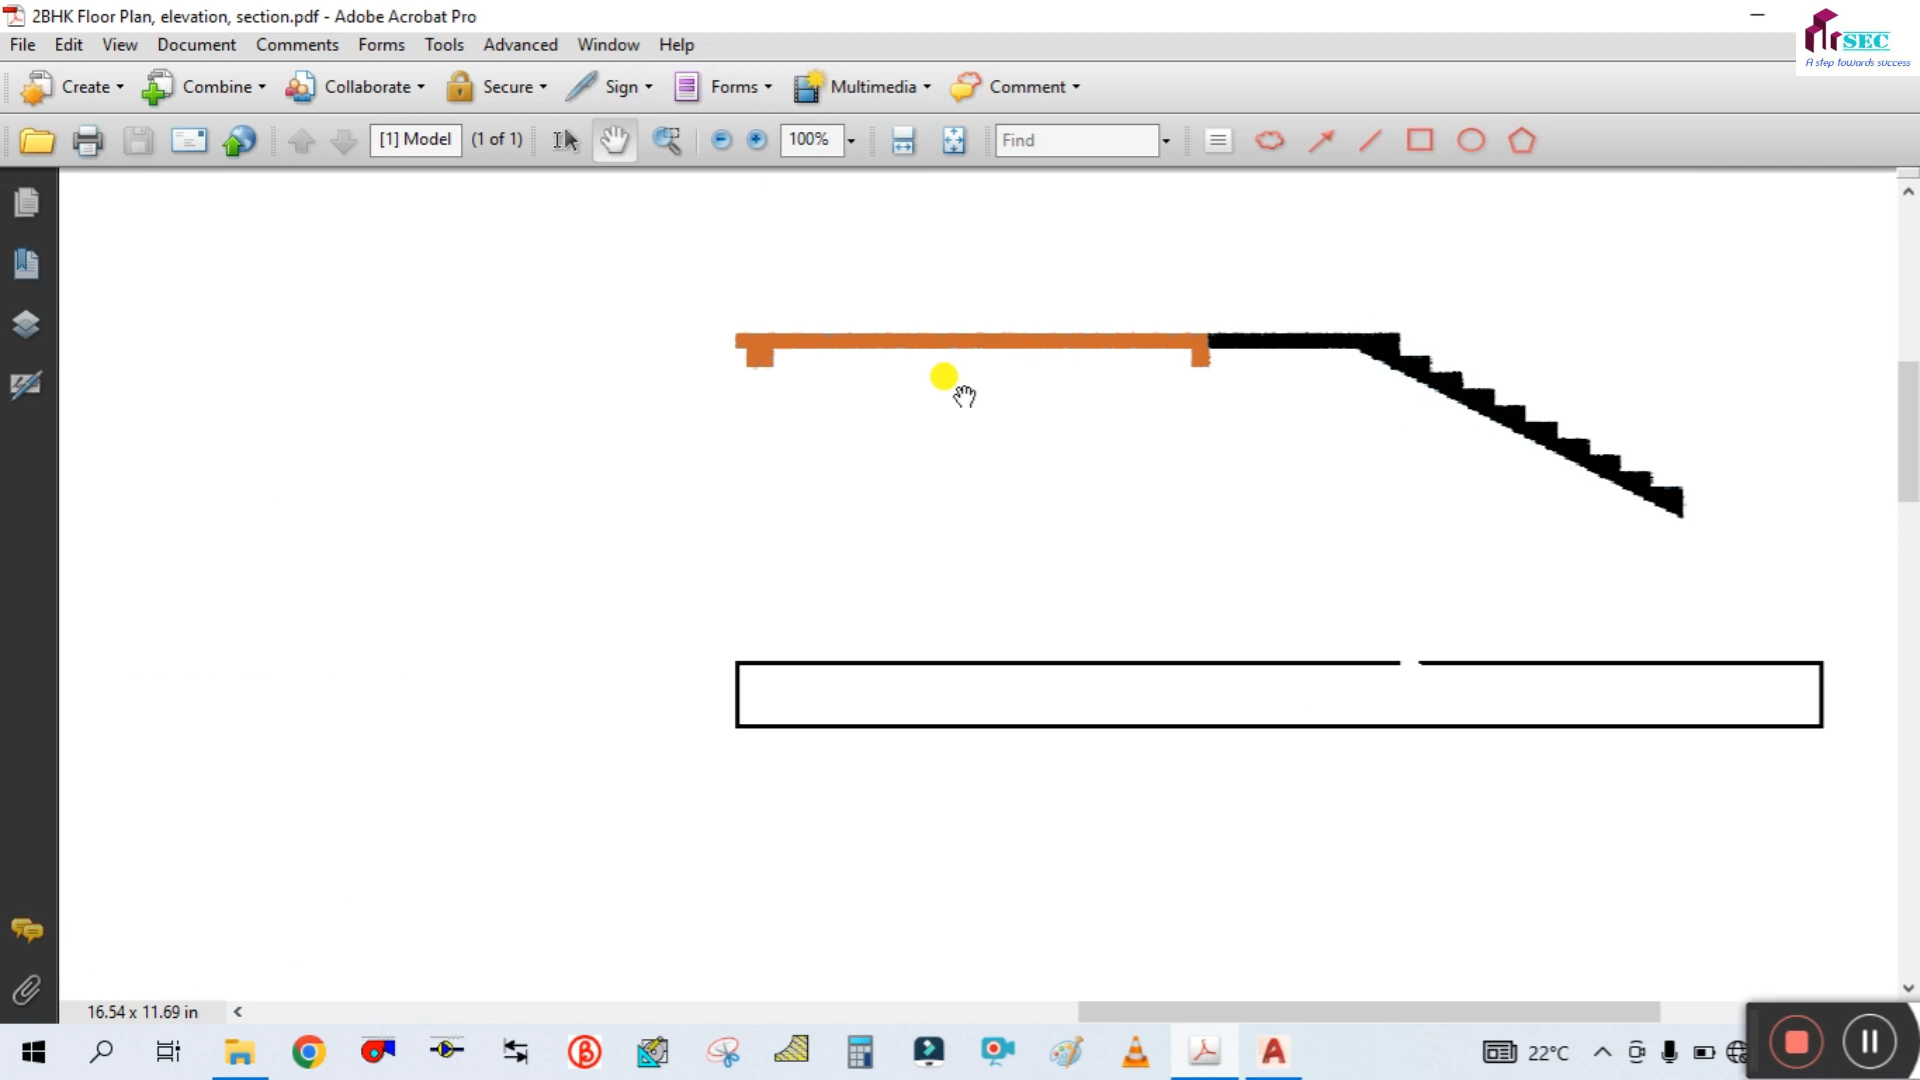 2BHK Floor Plan, elevation, section.pdf - Adobe Acrobat Pro
SEC
A step towards success
File Edit View Document Comments Forms Tools Advanced Window Help
Create Combine Collaborate Secure Sign Forms Multimedia Comment
[1] Model (1 of 1) 100% Find
16.54 x 11.69 in
22°C